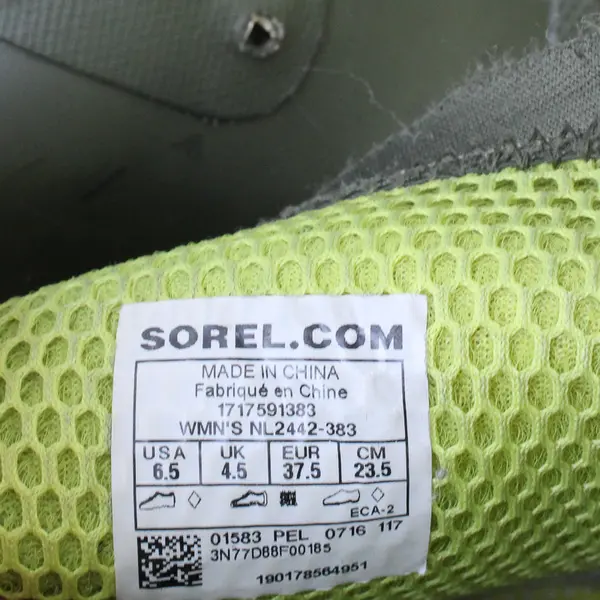 SOREL.COM
MADE IN CHINA
Fabriqué en Chine
1717591383
WMN'S NL2442-383
USA UK EUR CM
6.5 4.5 37.5 23.5
ECA-2
01583 PEL 0716 117
3N77D88F00185
190178564951